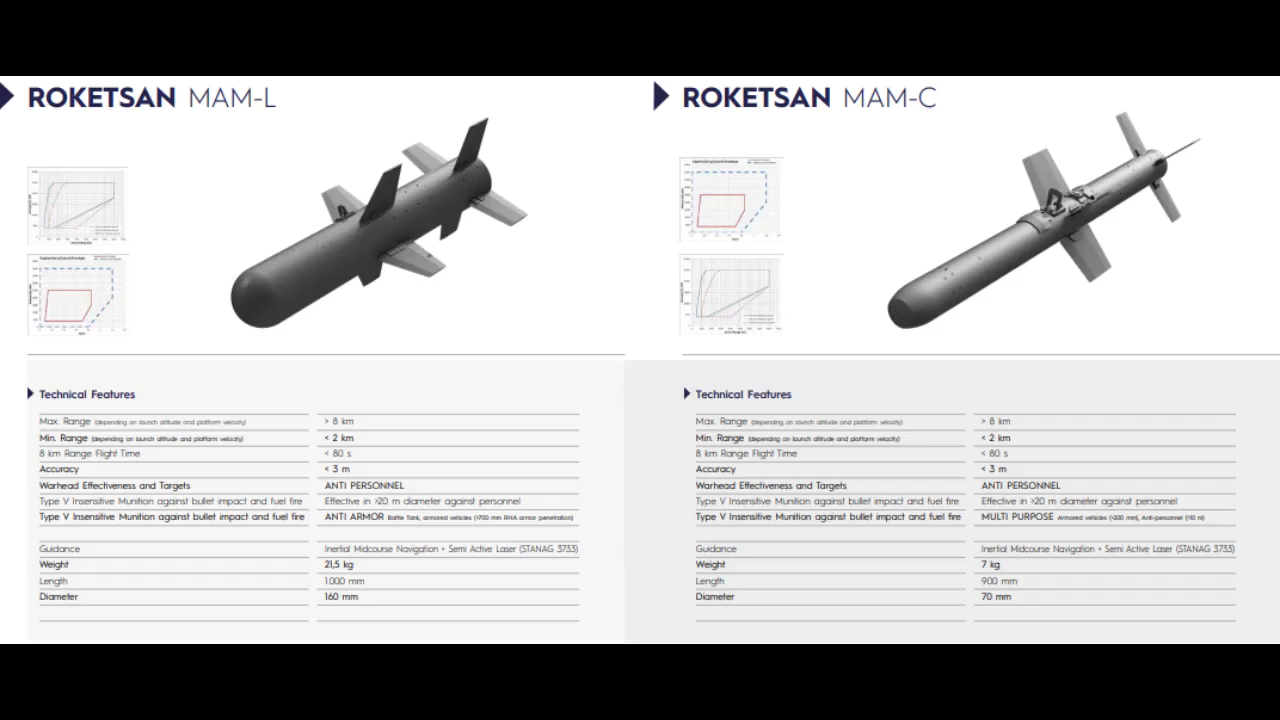 ROKETSAN MAM-L
Technical Features
Max. Range (depending on launch altitude and platform velocity) > 8 km
Min. Range (depending on launch altitude and platform velocity) < 2 km
8 km Range Flight Time < 80 s
Accuracy < 3 m
Warhead Effectiveness and Targets ANTI PERSONNEL
Type V Insensitive Munition against bullet impact and fuel fire Effective in >20 m diameter against personnel
Type V Insensitive Munition against bullet impact and fuel fire ANTI ARMOR Battle Tank, armored vehicles (>700 mm RHA armor penetration)
Guidance Inertial Midcourse Navigation + Semi Active Laser (STANAG 3733)
Weight 21,5 kg
Length 1.000 mm
Diameter 160 mm
ROKETSAN MAM-C
Technical Features
Max. Range (depending on launch altitude and platform velocity) > 8 km
Min. Range (depending on launch altitude and platform velocity) < 2 km
8 km Range Flight Time < 80 s
Accuracy < 3 m
Warhead Effectiveness and Targets ANTI PERSONNEL
Type V Insensitive Munition against bullet impact and fuel fire Effective in >20 m diameter against personnel
Type V Insensitive Munition against bullet impact and fuel fire MULTI PURPOSE Armored vehicles (>200 mm), Anti-personnel (>10 m)
Guidance Inertial Midcourse Navigation + Semi Active Laser (STANAG 3733)
Weight 7 kg
Length 900 mm
Diameter 70 mm